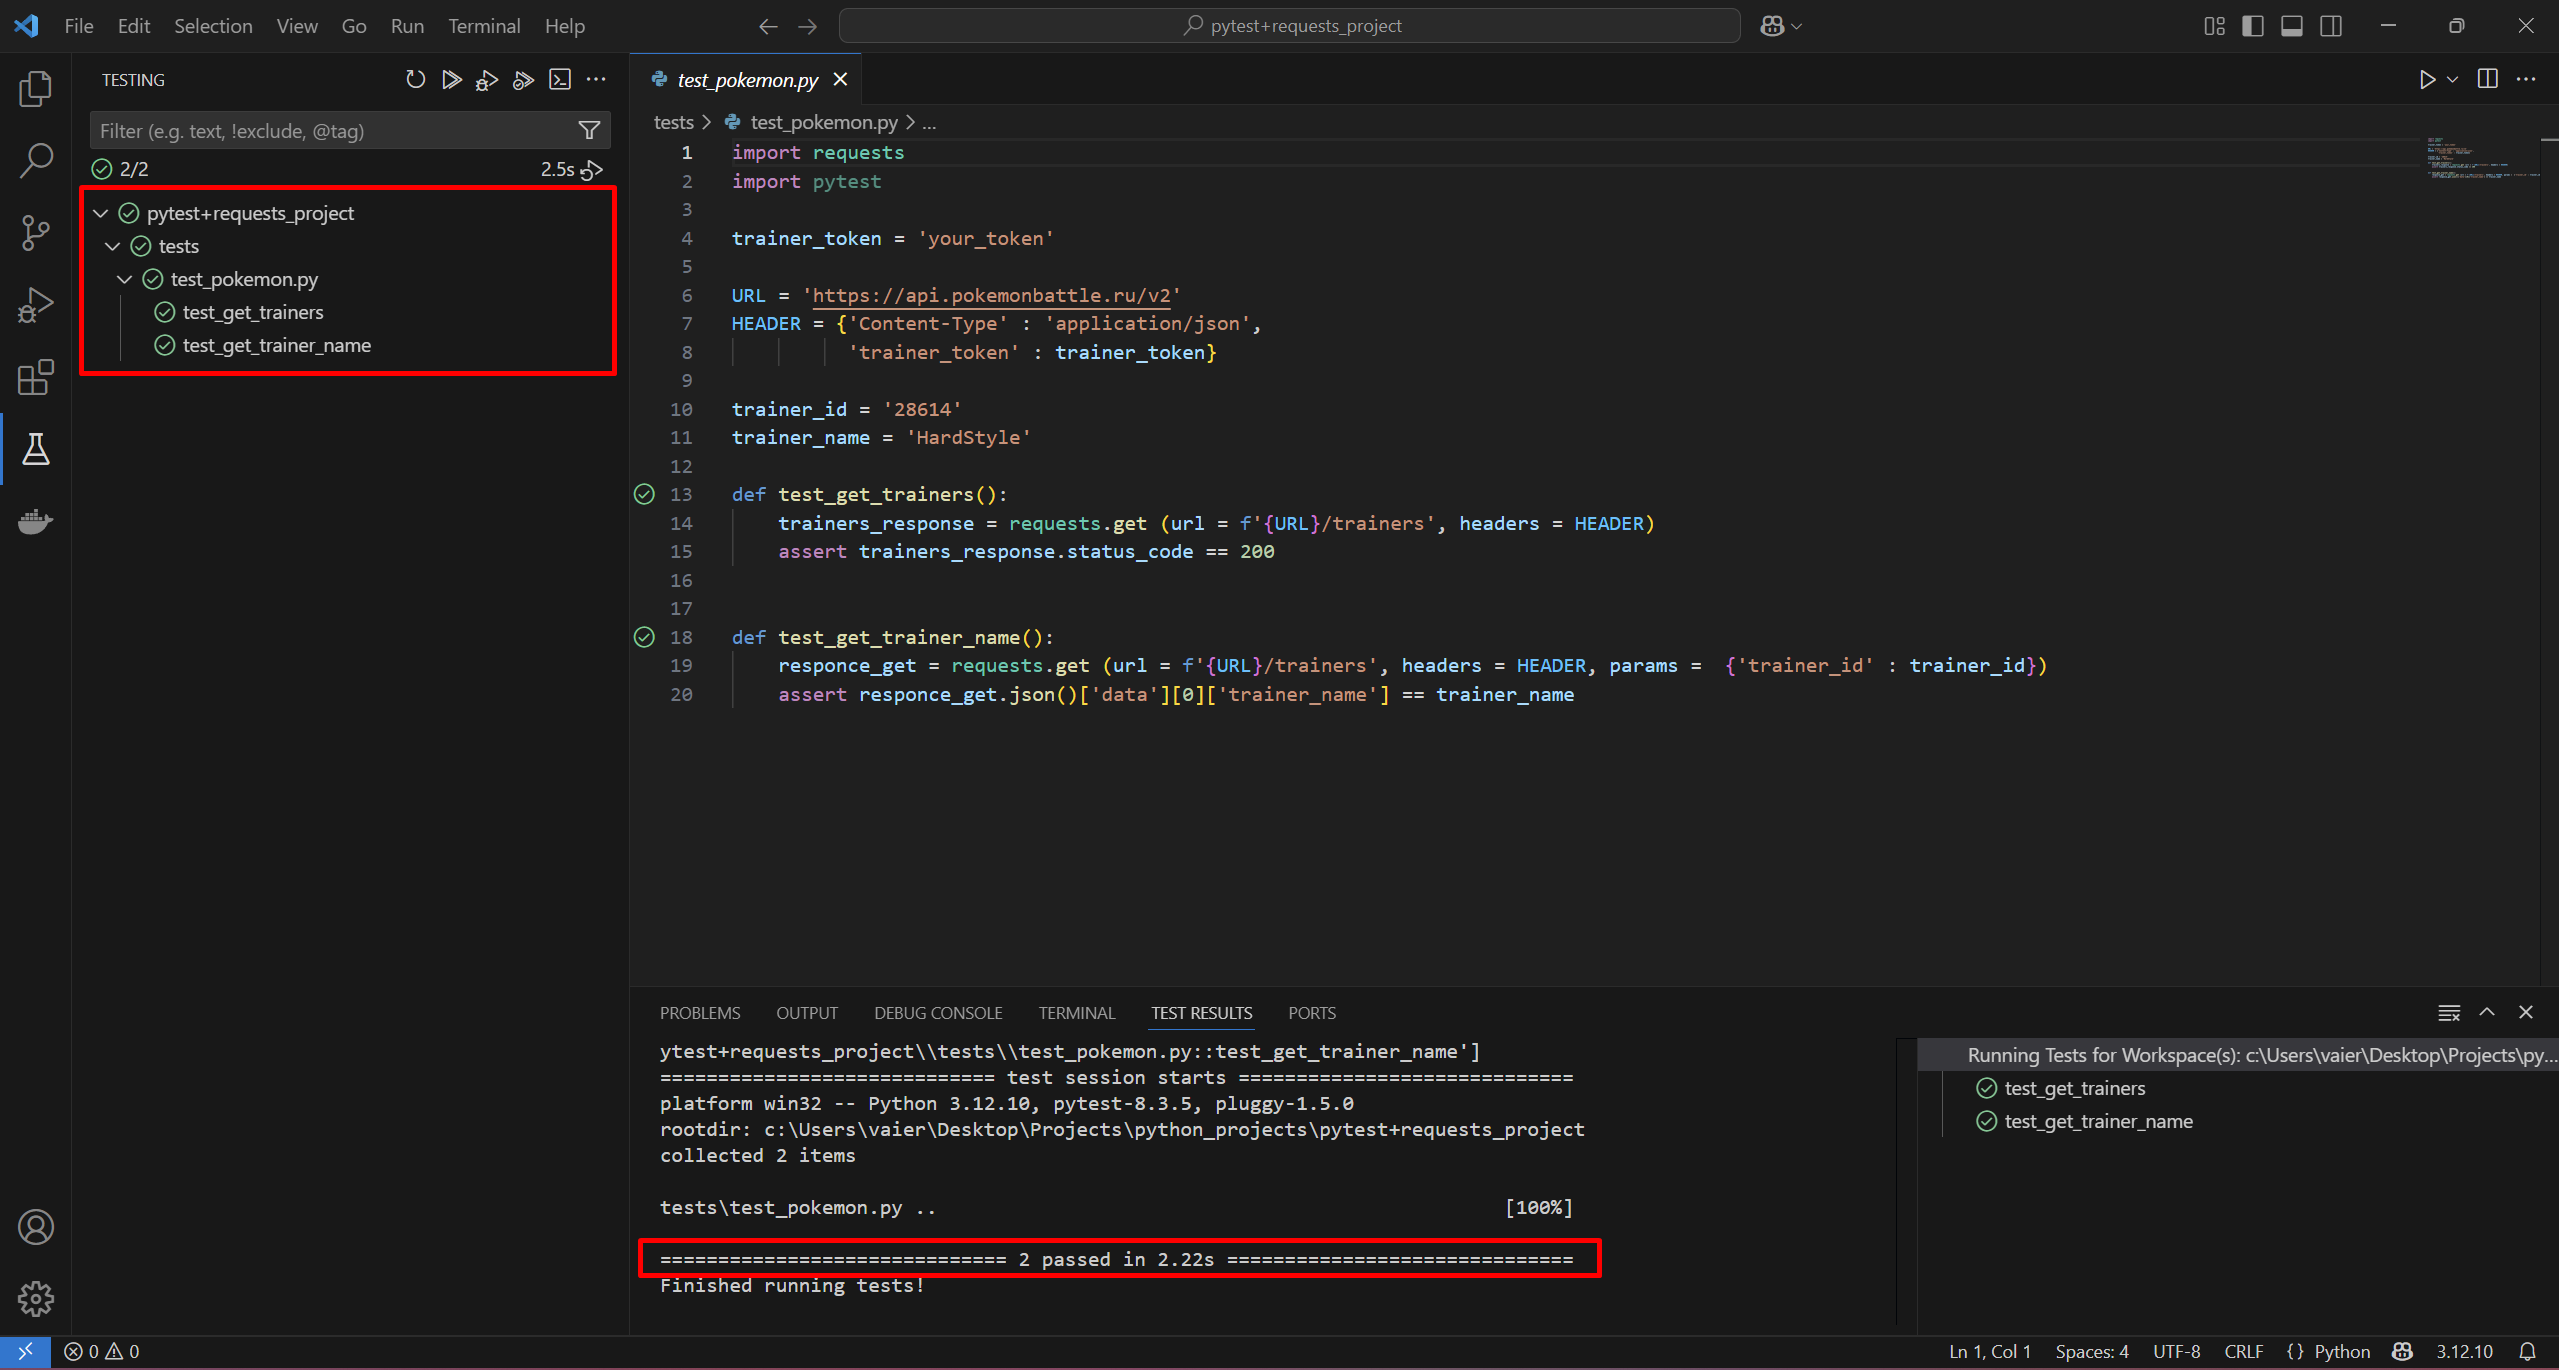 File Edit Selection View Go Run Terminal Help
pytest+requests_project
TESTING
Filter (e.g. text, !exclude, @tag)
2/2
2.5s
pytest+requests_project
tests
test_pokemon.py
test_get_trainers
test_get_trainer_name
test_pokemon.py
tests > test_pokemon.py > ...
1 import requests
2 import pytest
3
4 trainer_token = 'your_token'
5
6 URL = 'https://api.pokemonbattle.ru/v2'
7 HEADER = {'Content-Type' : 'application/json',
8 'trainer_token' : trainer_token}
9
10 trainer_id = '28614'
11 trainer_name = 'HardStyle'
12
13 def test_get_trainers():
14 trainers_response = requests.get (url = f'{URL}/trainers', headers = HEADER)
15 assert trainers_response.status_code == 200
16
17
18 def test_get_trainer_name():
19 responce_get = requests.get (url = f'{URL}/trainers', headers = HEADER, params =  {'trainer_id' : trainer_id})
20 assert responce_get.json()['data'][0]['trainer_name'] == trainer_name
PROBLEMS OUTPUT DEBUG CONSOLE TERMINAL TEST RESULTS PORTS
ytest+requests_project\\tests\\test_pokemon.py::test_get_trainer_name']
============================= test session starts =============================
platform win32 -- Python 3.12.10, pytest-8.3.5, pluggy-1.5.0
rootdir: c:\Users\vaier\Desktop\Projects\python_projects\pytest+requests_project
collected 2 items
tests\test_pokemon.py .. [100%]
============================== 2 passed in 2.22s ==============================
Finished running tests!
Running Tests for Workspace(s): c:\Users\vaier\Desktop\Projects\py...
test_get_trainers
test_get_trainer_name
0 0
Ln 1, Col 1 Spaces: 4 UTF-8 CRLF {} Python 3.12.10